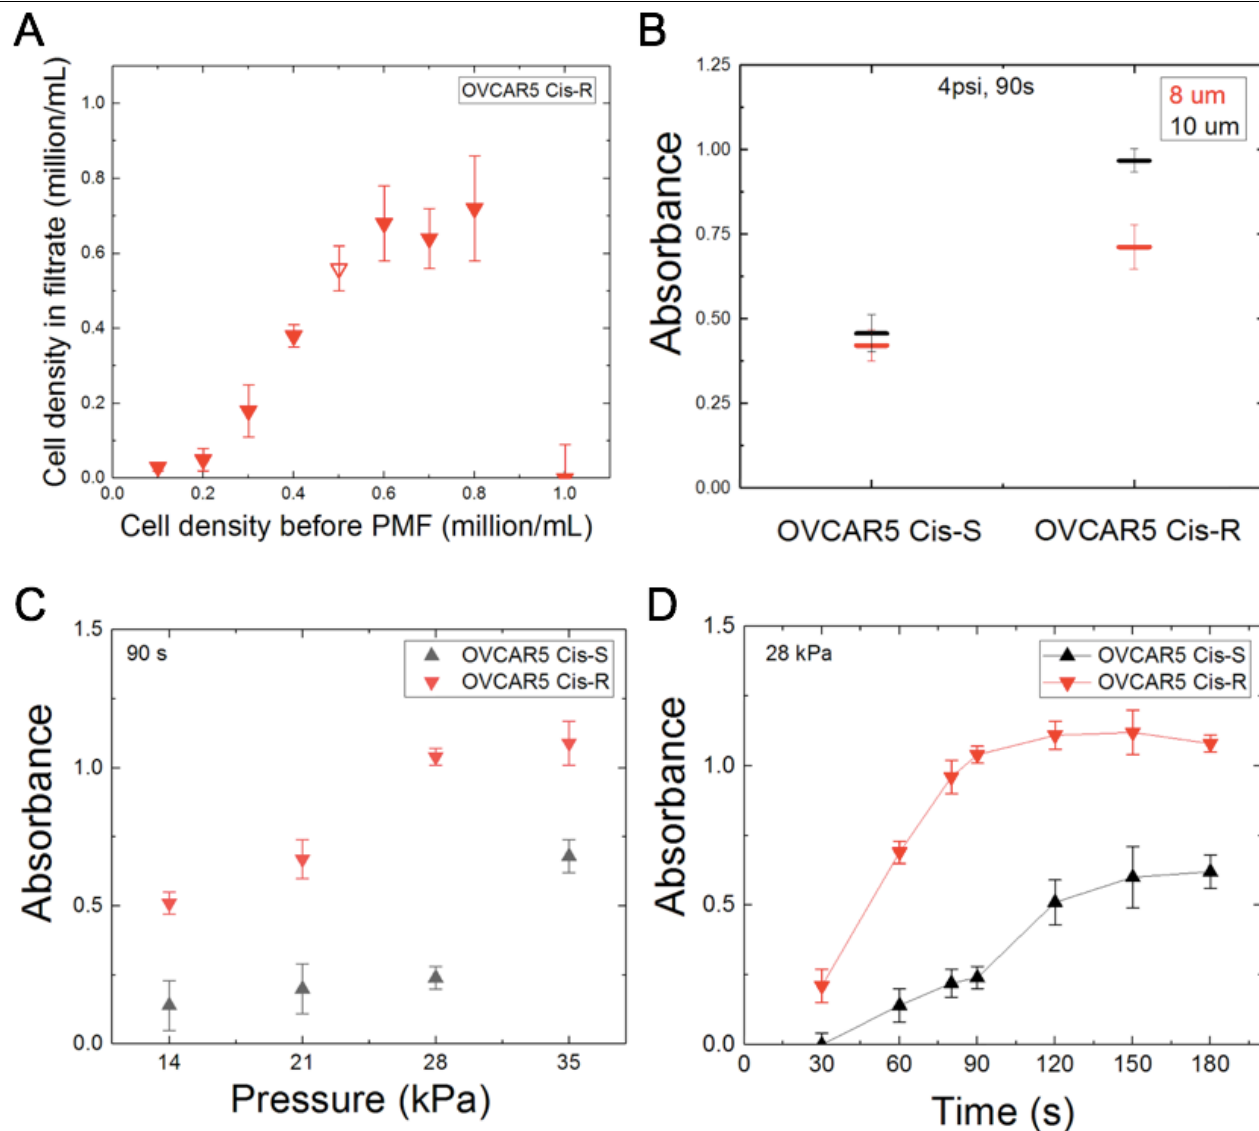 A
Cell density in filtrate (million/mL)
1.0
0.8
0.6
0.4
0.2
0.0
OVCAR5 Cis-R
0.0 0.2 0.4 0.6 0.8 1.0
Cell density before PMF (million/mL)
B
Absorbance
1.25
1.00
0.75
0.50
0.25
0.00
4psi, 90s
8 um
10 um
OVCAR5 Cis-S OVCAR5 Cis-R
C
Absorbance
1.5
1.0
0.5
0.0
90 s
OVCAR5 Cis-S
OVCAR5 Cis-R
14 21 28 35
Pressure (kPa)
D
Absorbance
1.5
1.0
0.5
0.0
28 kPa
OVCAR5 Cis-S
OVCAR5 Cis-R
0 30 60 90 120 150 180
Time (s)